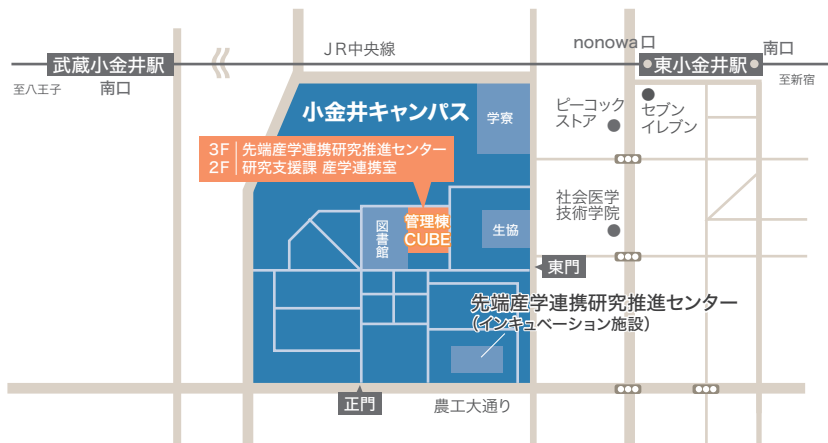 nonowa口
南口
JR中央線
武蔵小金井駅
東小金井駅
至八王子
南口
至新宿
小金井キャンパス
学寮
ピーコック
ストア
セブン
イレブン
3F 先端産学連携研究推進センター
2F 研究支援課 産学連携室
社会医学
技術学院
図書館
管理棟
CUBE
生協
東門
先端産学連携研究推進センター
(インキュベーション施設)
正門
農工大通り